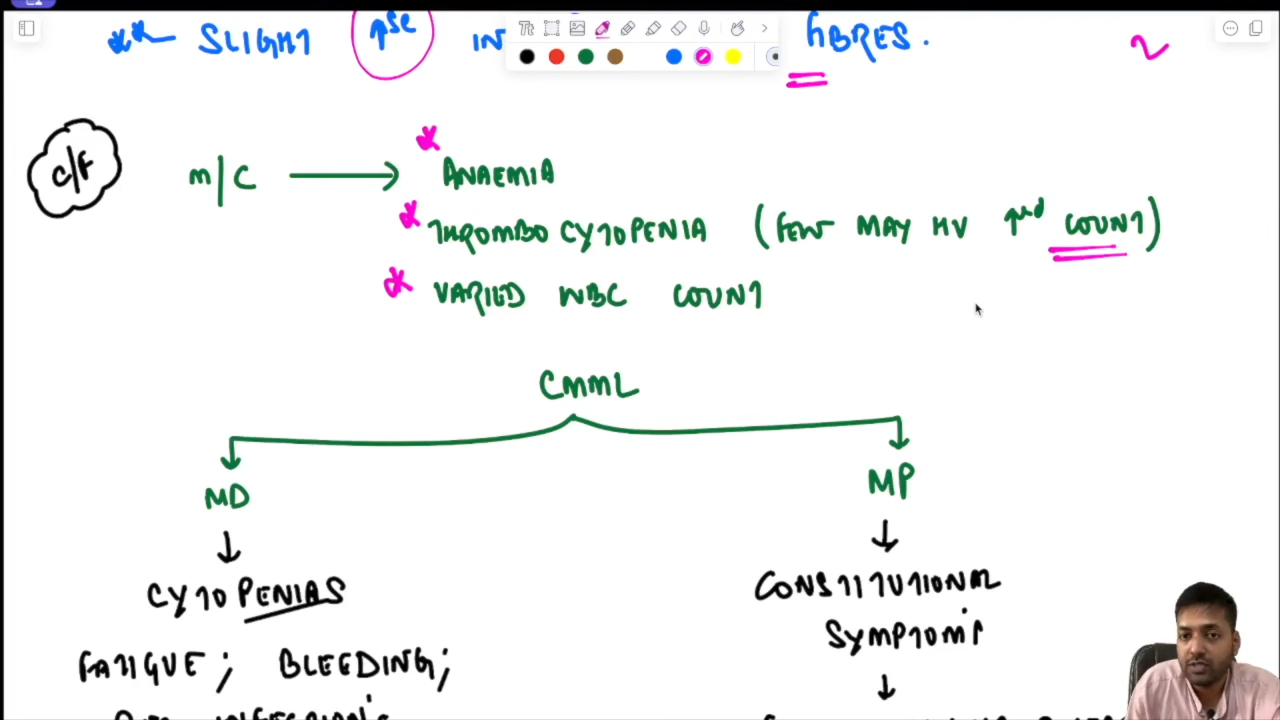 SLIGHT ↑SE IN FIBRES.
C/F
M/C → ANAEMIA
THROMBOCYTOPENIA (FEW MAY HV ↑ED COUNT)
VARIED WBC COUNT
CMML
MD MP
CYTOPENIAS CONSTITUTIONAL
SYMPTOMS
FATIGUE; BLEEDING;
INFECTIONS